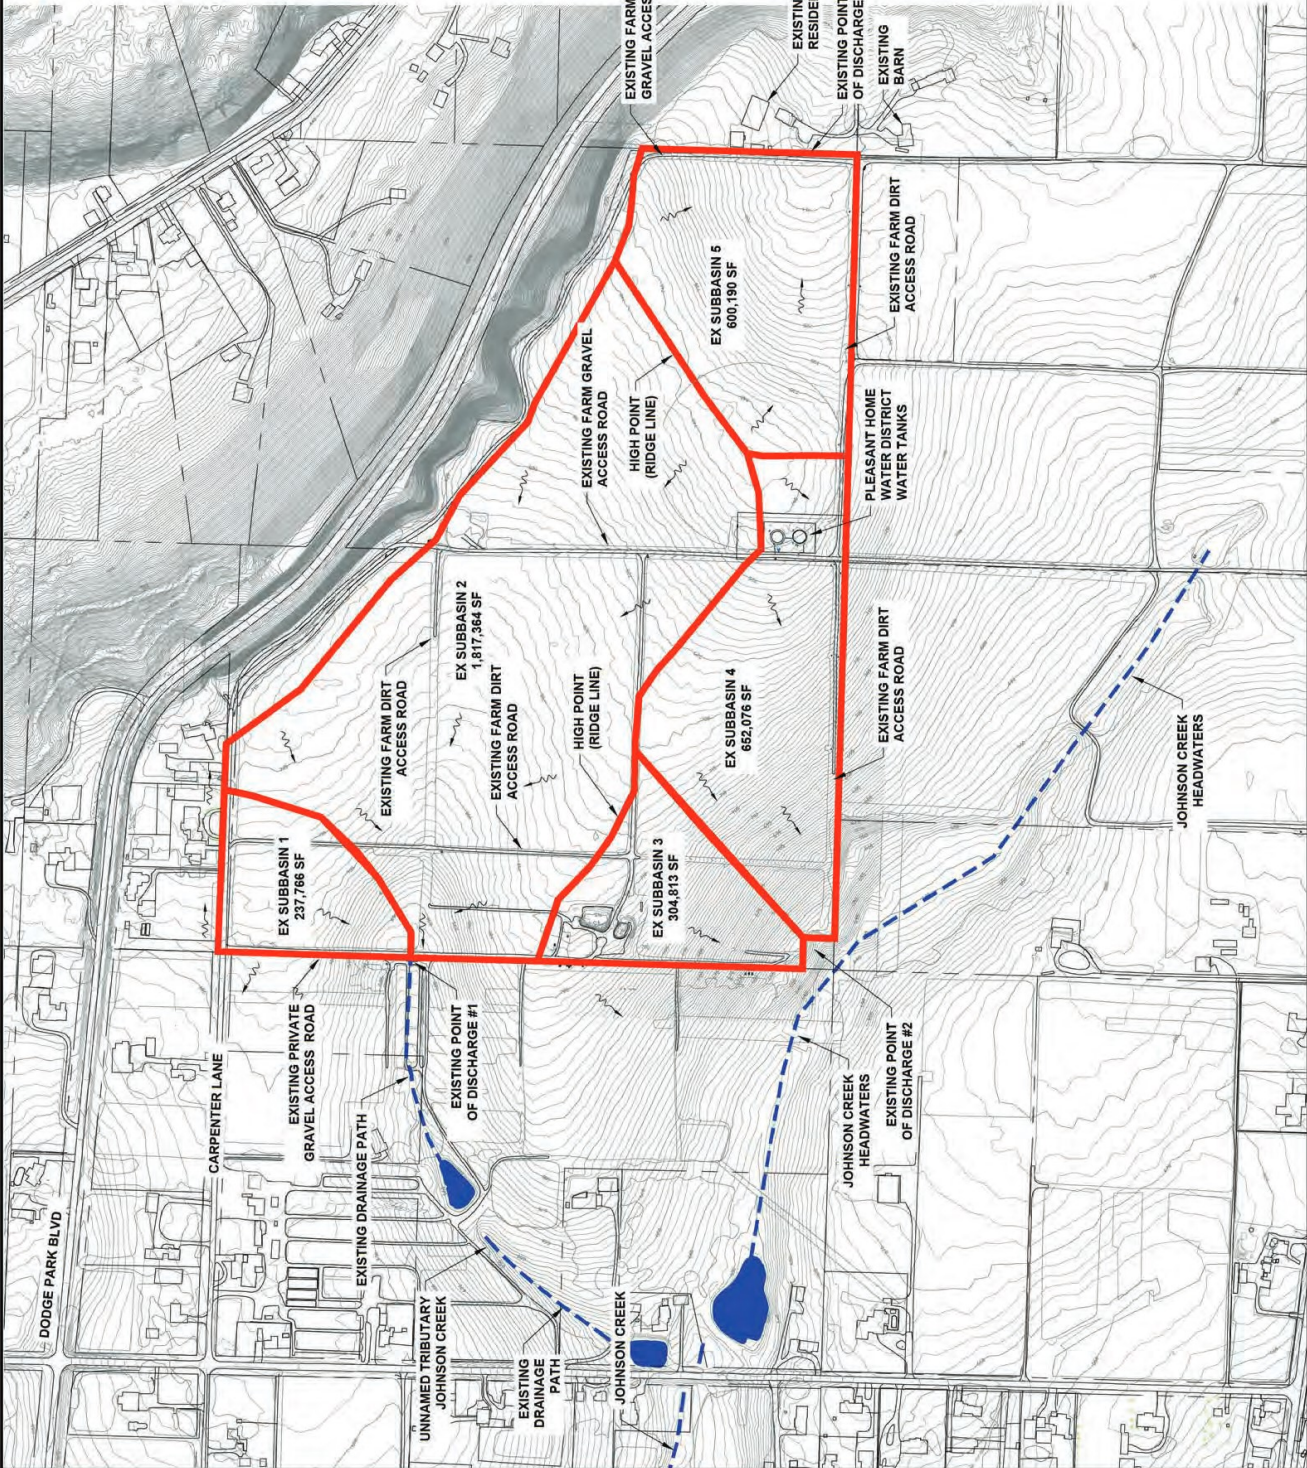 EXISTING FARM
GRAVEL ACCES
EXISTIN
RESIDE
EXISTING POINT
OF DISCHARGE
EXISTING
BARN
EX SUBBASIN 5
600,190 SF
EXISTING FARM DIRT
ACCESS ROAD
EXISTING FARM GRAVEL
ACCESS ROAD
HIGH POINT
(RIDGE LINE)
PLEASANT HOME
WATER DISTRICT
WATER TANKS
EX SUBBASIN 2
1,817,364 SF
EXISTING FARM DIRT
ACCESS ROAD
EXISTING FARM DIRT
ACCESS ROAD
HIGH POINT
(RIDGE LINE)
EX SUBBASIN 4
652,076 SF
EXISTING FARM DIRT
ACCESS ROAD
JOHNSON CREEK
HEADWATERS
EX SUBBASIN 1
237,766 SF
EX SUBBASIN 3
304,813 SF
CARPENTER LANE
EXISTING PRIVATE
GRAVEL ACCESS ROAD
EXISTING POINT
OF DISCHARGE #1
EXISTING DRAINAGE PATH
JOHNSON CREEK
HEADWATERS
EXISTING POINT
OF DISCHARGE #2
DODGE PARK BLVD
UNNAMED TRIBUTARY
JOHNSON CREEK
EXISTING
DRAINAGE
PATH
JOHNSON CREEK